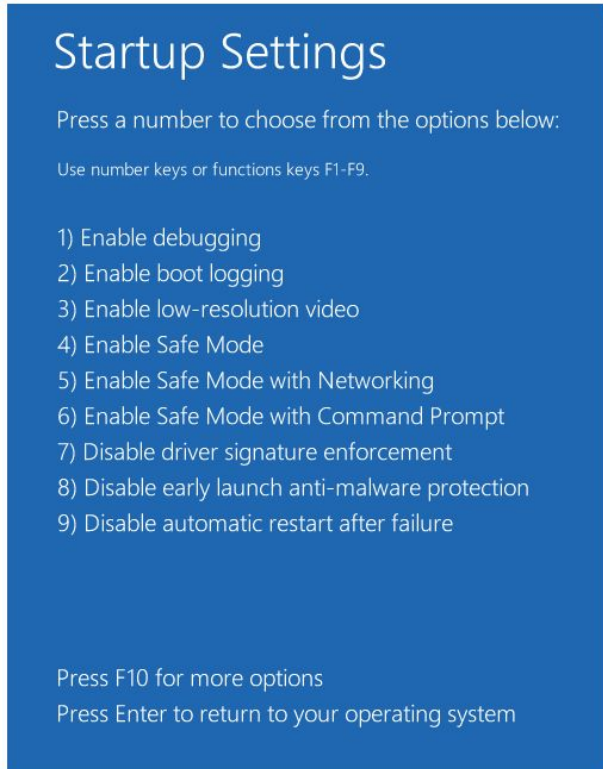 Startup Settings
Press a number to choose from the options below:
Use number keys or functions keys F1-F9.
1) Enable debugging
2) Enable boot logging
3) Enable low-resolution video
4) Enable Safe Mode
5) Enable Safe Mode with Networking
6) Enable Safe Mode with Command Prompt
7) Disable driver signature enforcement
8) Disable early launch anti-malware protection
9) Disable automatic restart after failure
Press F10 for more options
Press Enter to return to your operating system